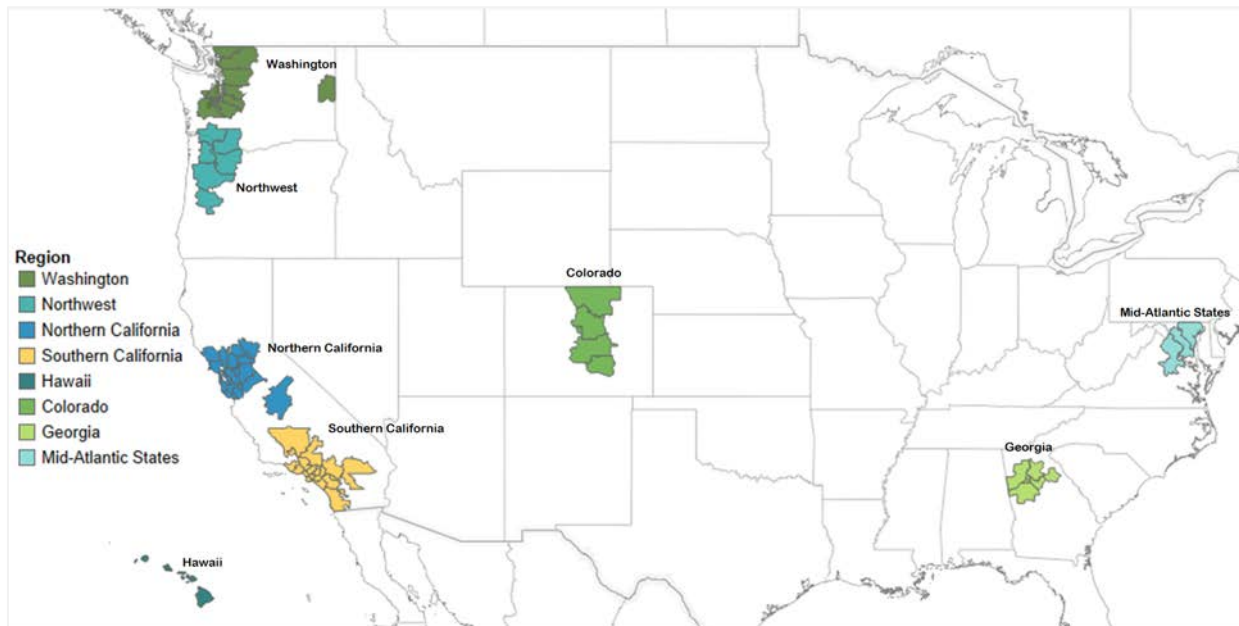 Washington
Northwest
Region
Washington
Northwest
Northern California
Southern California
Hawaii
Colorado
Georgia
Mid-Atlantic States
Colorado
Mid-Atlantic States
Northern California
Southern California
Georgia
Hawaii